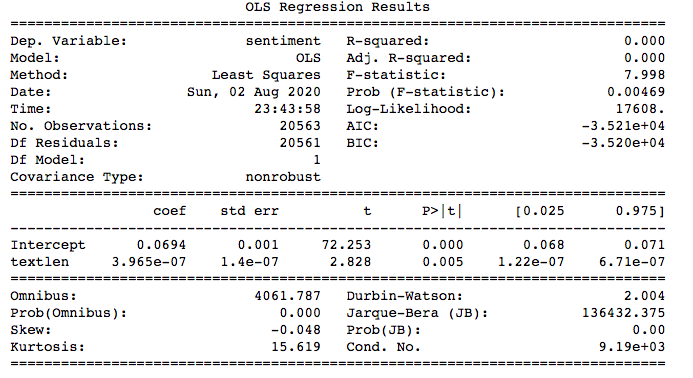 OLS Regression Results
==============================================================================
Dep. Variable:              sentiment   R-squared:                       0.000
Model:                            OLS   Adj. R-squared:                  0.000
Method:                 Least Squares   F-statistic:                     7.998
Date:                Sun, 02 Aug 2020   Prob (F-statistic):            0.00469
Time:                        23:43:58   Log-Likelihood:                 17608.
No. Observations:               20563   AIC:                        -3.521e+04
Df Residuals:                   20561   BIC:                        -3.520e+04
Df Model:                           1
Covariance Type:            nonrobust
==============================================================================
coef    std err          t      P>|t|      [0.025      0.975]
------------------------------------------------------------------------------
Intercept      0.0694      0.001     72.253      0.000       0.068       0.071
textlen     3.965e-07    1.4e-07      2.828      0.005    1.22e-07    6.71e-07
==============================================================================
Omnibus:                     4061.787   Durbin-Watson:                   2.004
Prob(Omnibus):                  0.000   Jarque-Bera (JB):           136432.375
Skew:                          -0.048   Prob(JB):                         0.00
Kurtosis:                      15.619   Cond. No.                     9.19e+03
==============================================================================